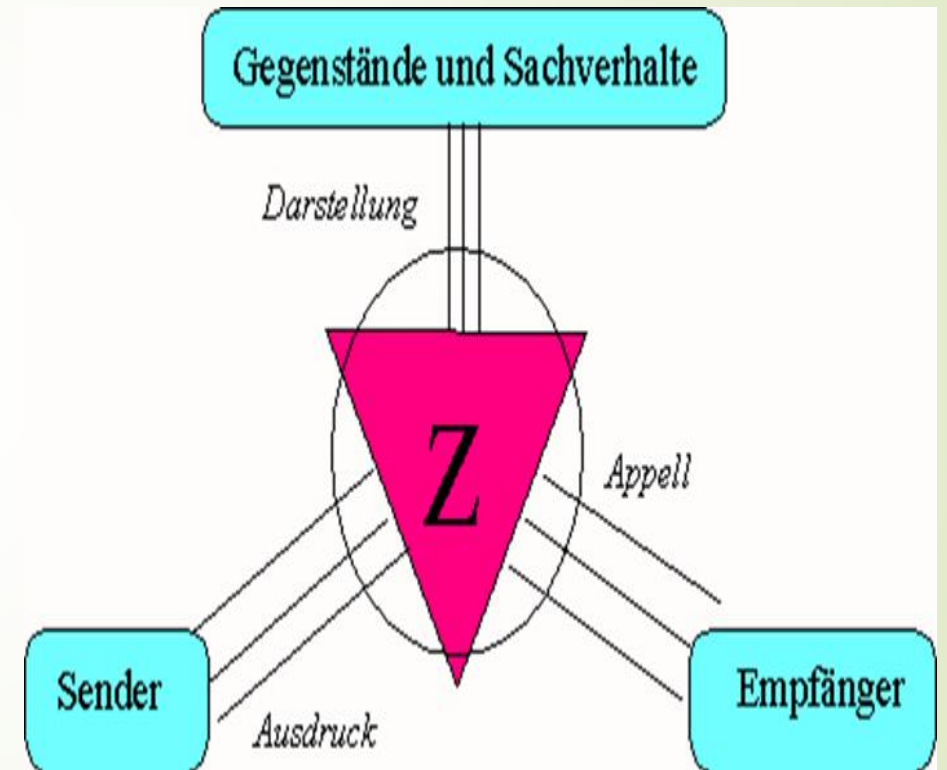 Gegenstände und Sachverhalte
Darstellung
Z
Appell
Sender
Empfänger
Ausdruck